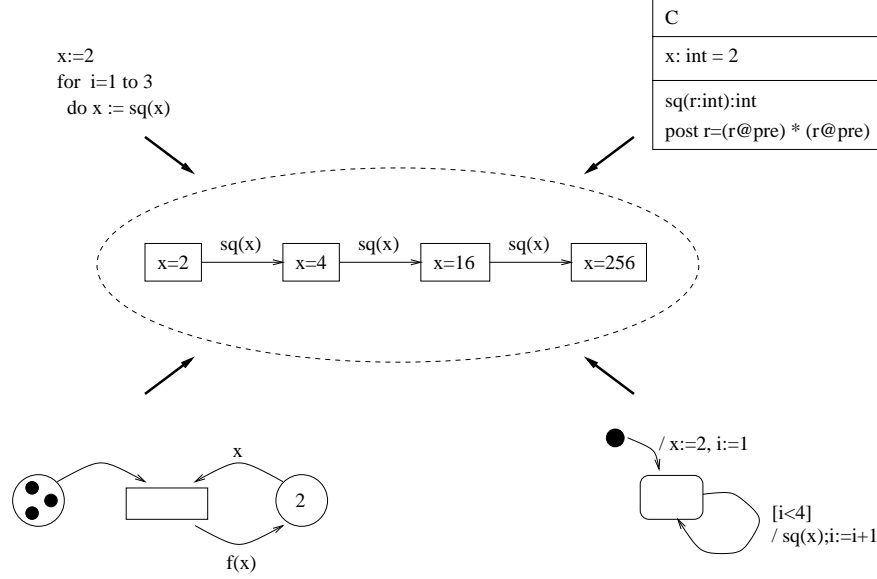 x:=2
for i=1 to 3
do x := sq(x)
C
x: int = 2
sq(r:int):int
post r=(r@pre) * (r@pre)
sq(x) sq(x) sq(x)
x=2 x=4 x=16 x=256
x
2
f(x)
/ x:=2, i:=1
[i<4]
/ sq(x);i:=i+1